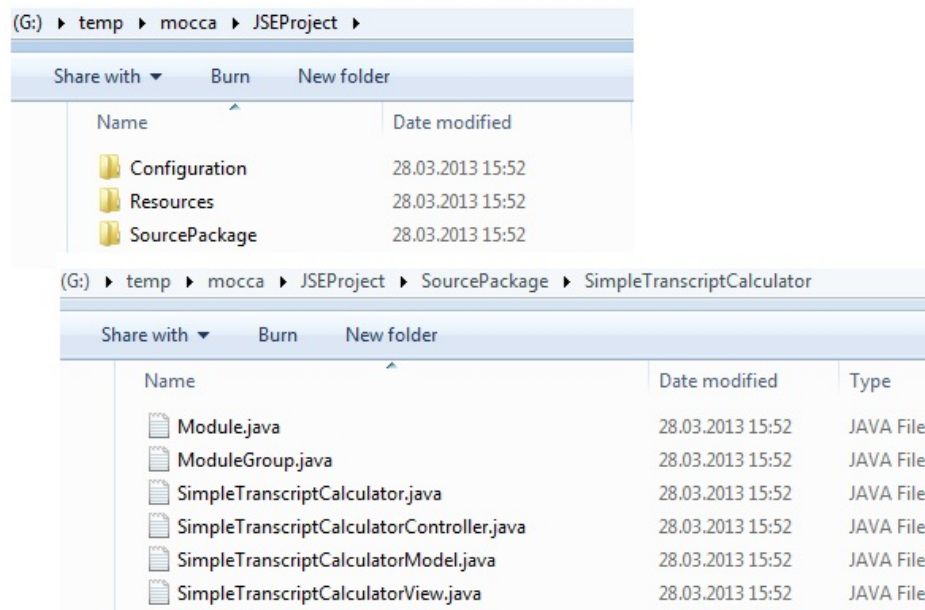 (G:) ▸ temp ▸ mocca ▸ JSEProject ▸
Share with ▾ Burn New folder
Name Date modified
Configuration 28.03.2013 15:52
Resources 28.03.2013 15:52
SourcePackage 28.03.2013 15:52
(G:) ▸ temp ▸ mocca ▸ JSEProject ▸ SourcePackage ▸ SimpleTranscriptCalculator
Share with ▾ Burn New folder
Name Date modified Type
Module.java 28.03.2013 15:52 JAVA File
ModuleGroup.java 28.03.2013 15:52 JAVA File
SimpleTranscriptCalculator.java 28.03.2013 15:52 JAVA File
SimpleTranscriptCalculatorController.java 28.03.2013 15:52 JAVA File
SimpleTranscriptCalculatorModel.java 28.03.2013 15:52 JAVA File
SimpleTranscriptCalculatorView.java 28.03.2013 15:52 JAVA File